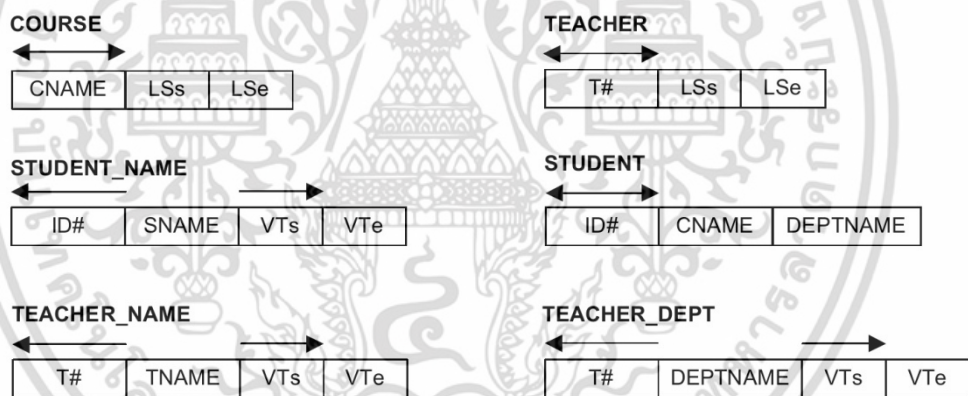 COURSE
CNAME LSs LSe
TEACHER
T# LSs LSe
STUDENT_NAME
ID# SNAME VTs VTe
STUDENT
ID# CNAME DEPTNAME
TEACHER_NAME
T# TNAME VTs VTe
TEACHER_DEPT
T# DEPTNAME VTs VTe